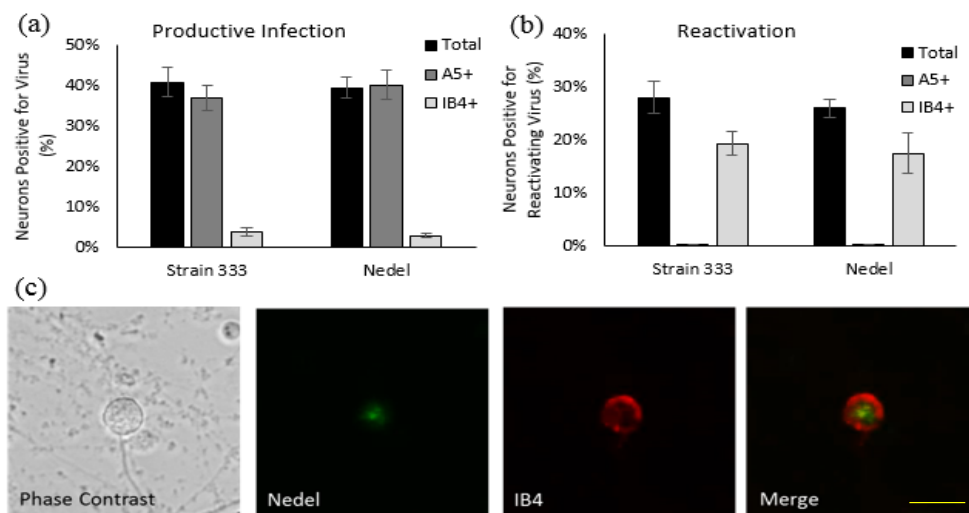 (a)
Productive Infection
Neurons Positive for Virus
(%)
50%
40%
30%
20%
10%
0%
Total
A5+
IB4+
Strain 333
Nedel
(b)
Reactivation
Neurons Positive for
Reactivating Virus (%)
40%
30%
20%
10%
0%
Total
A5+
IB4+
Strain 333
Nedel
(c)
Phase Contrast
Nedel
IB4
Merge